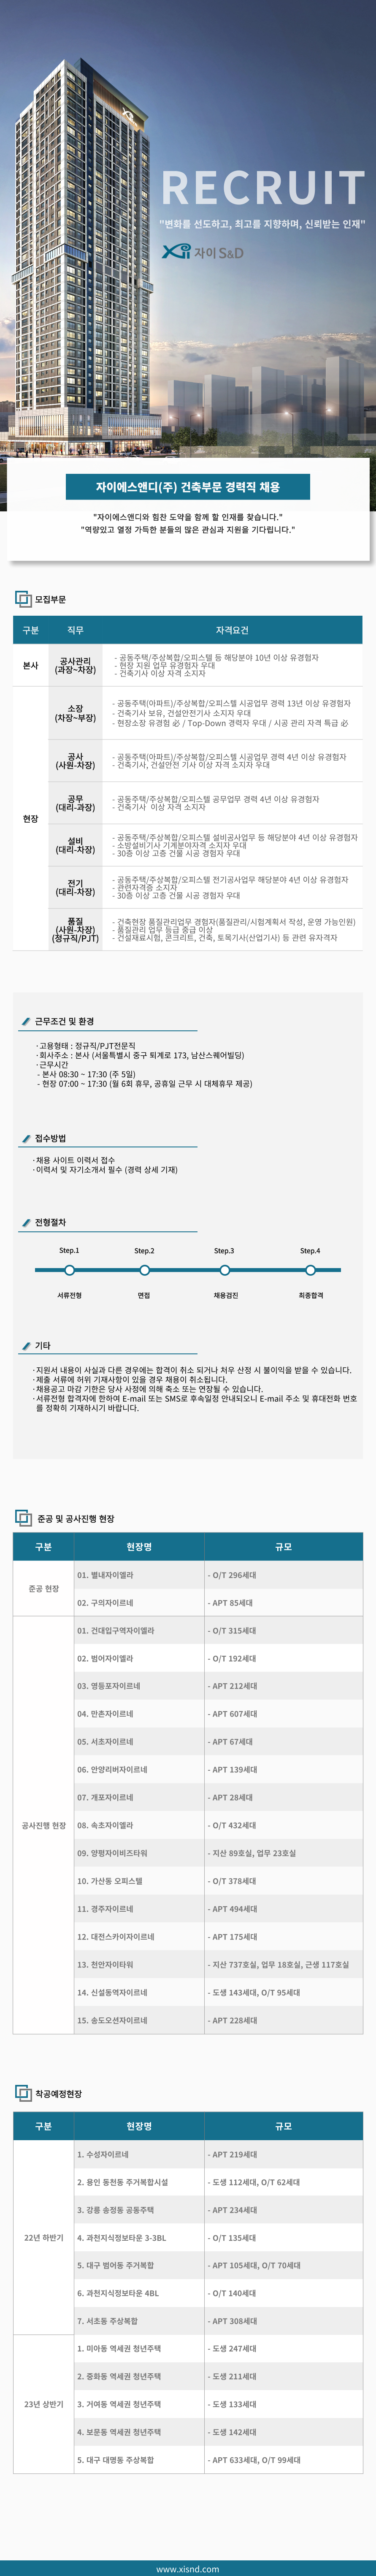 RECRUIT
"변화를 선도하고, 최고를 지향하며, 신뢰받는 인재"
Xi 자이 S&D
자이에스앤디(주) 건축부문 경력직 채용
"자이에스앤디와 힘찬 도약을 함께 할 인재를 찾습니다."
"역량있고 열정 가득한 분들의 많은 관심과 지원을 기다립니다."
모집부문
구분 직무 자격요건
본사
공사관리
(과장~차장)
- 공동주택/주상복합/오피스텔 등 해당분야 10년 이상 유경험자
- 현장 지원 업무 유경험자 우대
- 건축기사 이상 자격 소지자
현장
소장
(차장~부장)
- 공동주택(아파트)/주상복합/오피스텔 시공업무 경력 13년 이상 유경험자
- 건축기사 보유, 건설안전기사 소지자 우대
- 현장소장 유경험 必 / Top-Down 경력자 우대 / 시공 관리 자격 특급 必
공사
(사원-차장)
- 공동주택(아파트)/주상복합/오피스텔 시공업무 경력 4년 이상 유경험자
- 건축기사, 건설안전 기사 이상 자격 소지자 우대
공무
(대리-과장)
- 공동주택/주상복합/오피스텔 공무업무 경력 4년 이상 유경험자
- 건축기사 이상 자격 소지자
설비
(대리-차장)
- 공동주택/주상복합/오피스텔 설비공사업무 등 해당분야 4년 이상 유경험자
- 소방설비기사 기계분야자격 소지자 우대
- 30층 이상 고층 건물 시공 경험자 우대
전기
(대리-차장)
- 공동주택/주상복합/오피스텔 전기공사업무 해당분야 4년 이상 유경험자
- 관련자격증 소지자
- 30층 이상 고층 건물 시공 경험자 우대
품질
(사원-차장)
(정규직/PJT)
- 건축현장 품질관리업무 경험자(품질관리/시험계획서 작성, 운영 가능인원)
- 품질관리 업무 등급 중급 이상
- 건설재료시험, 콘크리트, 건축, 토목기사(산업기사) 등 관련 유자격자
근무조건 및 환경
·고용형태 : 정규직/PJT전문직
·회사주소 : 본사 (서울특별시 중구 퇴계로 173, 남산스퀘어빌딩)
·근무시간
- 본사 08:30 ~ 17:30 (주 5일)
- 현장 07:00 ~ 17:30 (월 6회 휴무, 공휴일 근무 시 대체휴무 제공)
접수방법
·채용 사이트 이력서 접수
·이력서 및 자기소개서 필수 (경력 상세 기재)
전형절차
Step.1 Step.2 Step.3 Step.4
서류전형 면접 채용검진 최종합격
기타
·지원서 내용이 사실과 다른 경우에는 합격이 취소 되거나 처우 산정 시 불이익을 받을 수 있습니다.
·제출 서류에 허위 기재사항이 있을 경우 채용이 취소됩니다.
·채용공고 마감 기한은 당사 사정에 의해 축소 또는 연장될 수 있습니다.
·서류전형 합격자에 한하여 E-mail 또는 SMS로 후속일정 안내되오니 E-mail 주소 및 휴대전화 번호
를 정확히 기재하시기 바랍니다.
준공 및 공사진행 현장
구분 현장명 규모
준공 현장
01. 별내자이엘라 - O/T 296세대
02. 구의자이르네 - APT 85세대
공사진행 현장
01. 건대입구역자이엘라 - O/T 315세대
02. 범어자이엘라 - O/T 192세대
03. 영등포자이르네 - APT 212세대
04. 만촌자이르네 - APT 607세대
05. 서초자이르네 - APT 67세대
06. 안양리버자이르네 - APT 139세대
07. 개포자이르네 - APT 28세대
08. 속초자이엘라 - O/T 432세대
09. 양평자이비즈타워 - 지산 89호실, 업무 23호실
10. 가산동 오피스텔 - O/T 378세대
11. 경주자이르네 - APT 494세대
12. 대전스카이자이르네 - APT 175세대
13. 천안자이타워 - 지산 737호실, 업무 18호실, 근생 117호실
14. 신설동역자이르네 - 도생 143세대, O/T 95세대
15. 송도오션자이르네 - APT 228세대
착공예정현장
구분 현장명 규모
22년 하반기
1. 수성자이르네 - APT 219세대
2. 용인 동천동 주거복합시설 - 도생 112세대, O/T 62세대
3. 강릉 송정동 공동주택 - APT 234세대
4. 과천지식정보타운 3-3BL - O/T 135세대
5. 대구 범어동 주거복합 - APT 105세대, O/T 70세대
6. 과천지식정보타운 4BL - O/T 140세대
7. 서초동 주상복합 - APT 308세대
23년 상반기
1. 미아동 역세권 청년주택 - 도생 247세대
2. 중화동 역세권 청년주택 - 도생 211세대
3. 거여동 역세권 청년주택 - 도생 133세대
4. 보문동 역세권 청년주택 - 도생 142세대
5. 대구 대명동 주상복합 - APT 633세대, O/T 99세대
www.xisnd.com